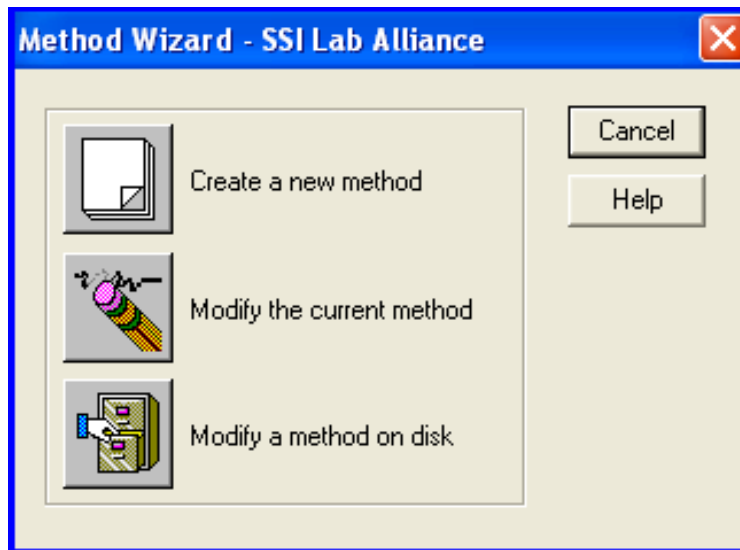 Method Wizard - SSI Lab Alliance
Create a new method
Modify the current method
Modify a method on disk
Cancel
Help